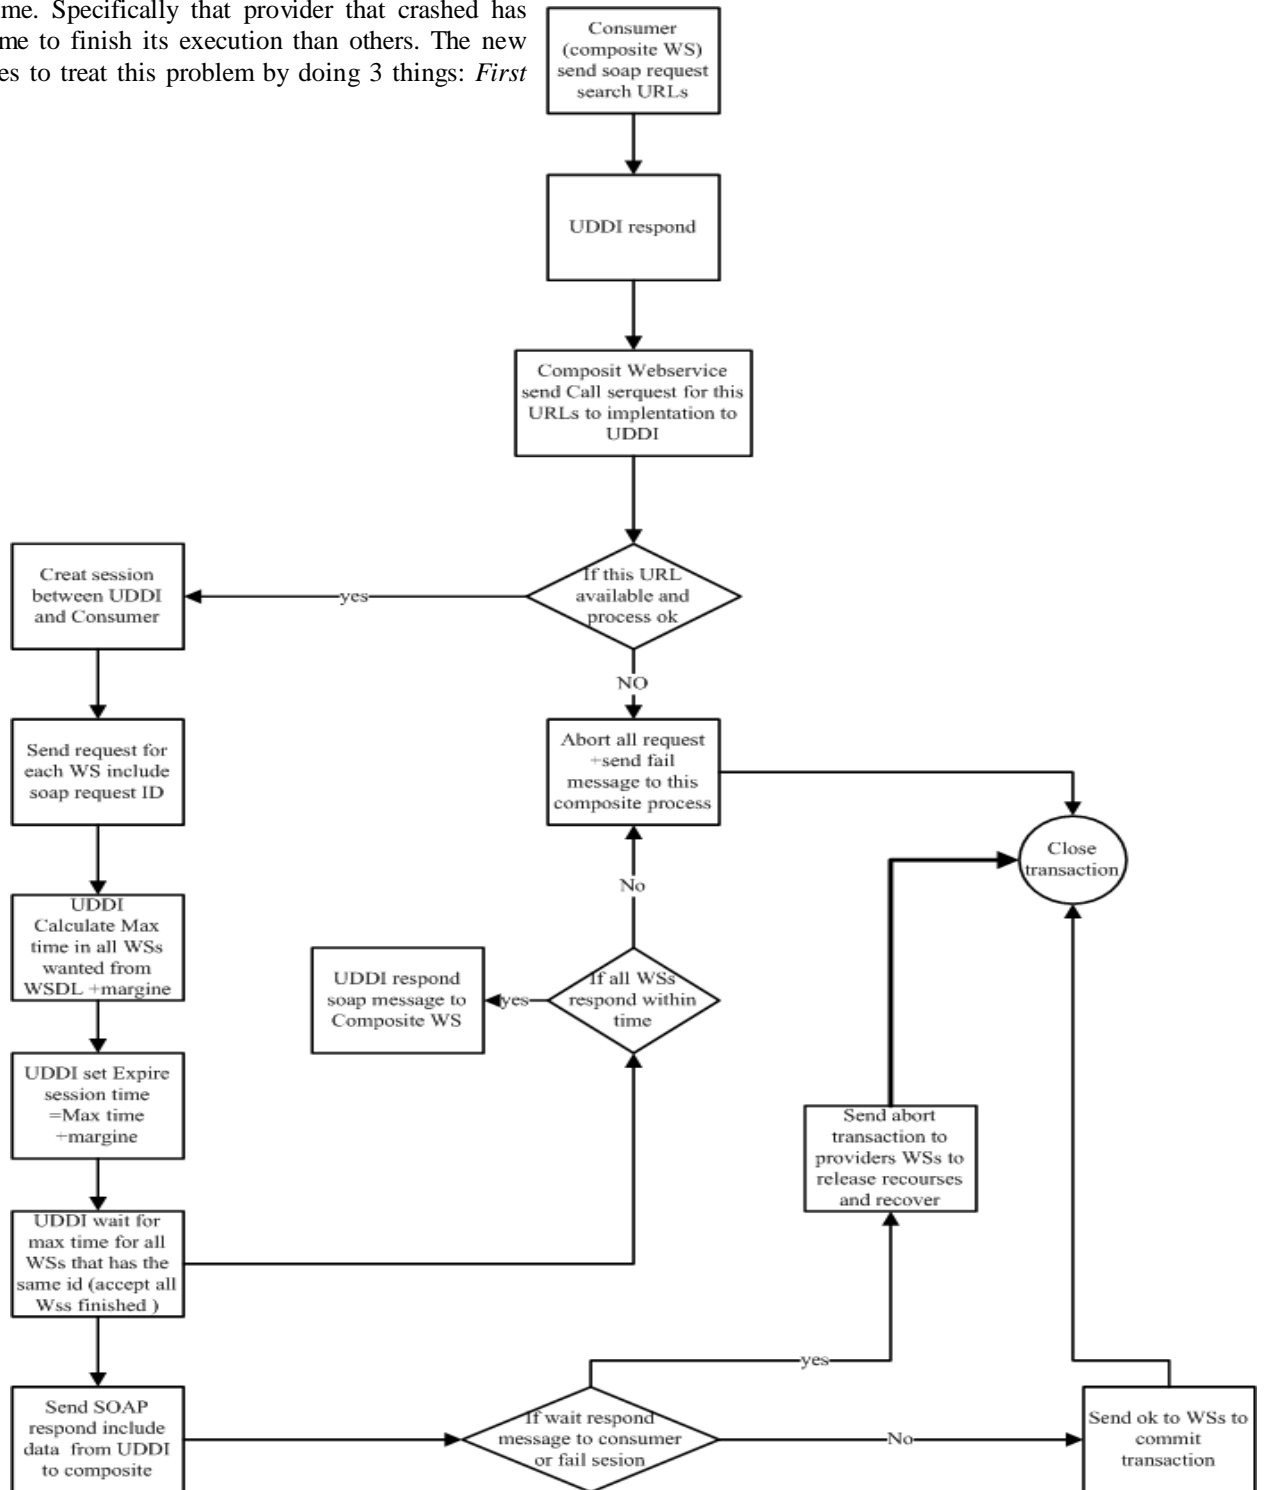 me. Specifically that provider that crashed has
me to finish its execution than others. The new
es to treat this problem by doing 3 things: First
Consumer
(composite WS)
send soap request
search URLs
UDDI respond
Composit Webservice
send Call serquest for this
URLs to implentation to
UDDI
If this URL
available and
process ok
yes
NO
Creat session
between UDDI
and Consumer
Send request for
each WS include
soap request ID
Abort all request
+send fail
message to this
composite process
Close
transaction
UDDI
Calculate Max
time in all WSs
wanted from
WSDL +margine
No
If all WSs
respond within
time
yes
UDDI respond
soap message to
Composite WS
UDDI set Expire
session time
=Max time
+margine
Send abort
transaction to
providers WSs to
release recourses
and recover
UDDI wait for
max time for all
WSs that has the
same id (accept all
Wss finished )
yes
Send SOAP
respond include
data from UDDI
to composite
If wait respond
message to consumer
or fail sesion
No
Send ok to WSs to
commit
transaction